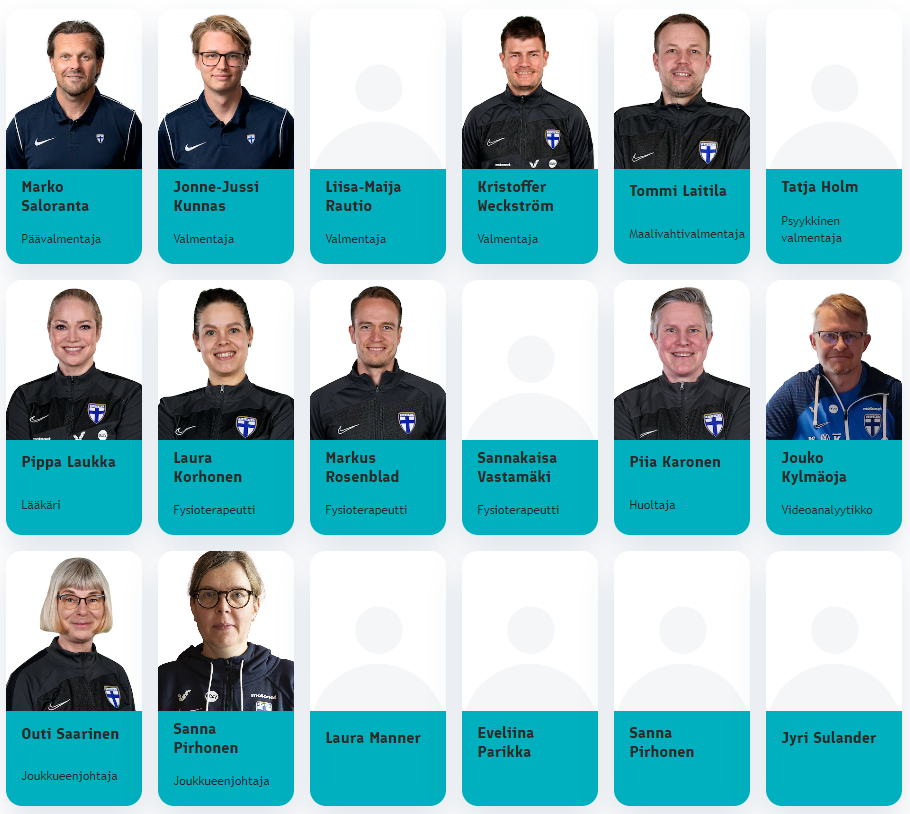 Marko
Saloranta
Päävalmentaja
Jonne-Jussi
Kunnas
Valmentaja
Liisa-Maija
Rautio
Valmentaja
Kristoffer
Weckström
Valmentaja
Tommi Laitila
Maalivahtivalmentaja
Tatja Holm
Psyykkinen
valmentaja
Pippa Laukka
Lääkäri
Laura
Korhonen
Fysioterapeutti
Markus
Rosenblad
Fysioterapeutti
Sannakaisa
Vastamäki
Fysioterapeutti
Piia Karonen
Huoltaja
Jouko
Kylmäoja
Videoanalyytikko
Outi Saarinen
Joukkueenjohtaja
Sanna
Pirhonen
Joukkueenjohtaja
Laura Manner
Eveliina
Parikka
Sanna
Pirhonen
Jyri Sulander